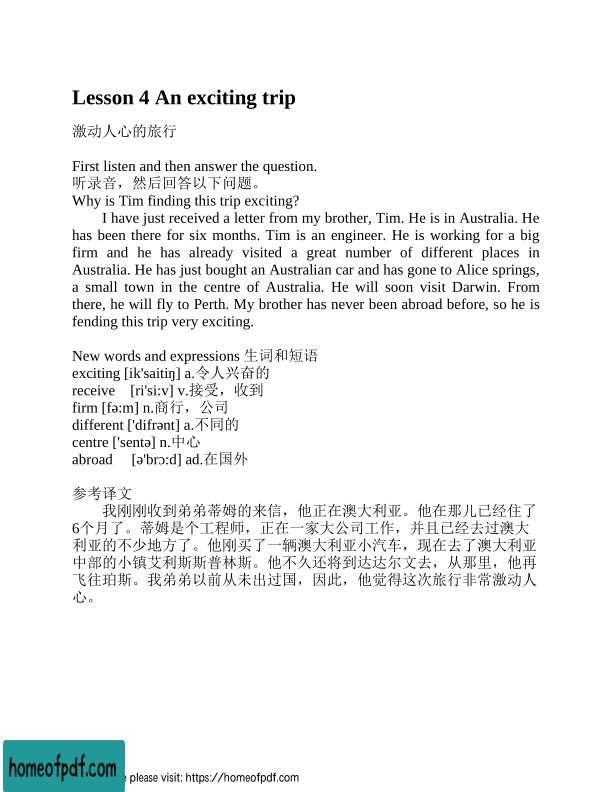 Lesson 4 An exciting trip
激动人心的旅行
First listen and then answer the question.
听录音，然后回答以下问题。
Why is Tim finding this trip exciting?
I have just received a letter from my brother, Tim. He is in Australia. He
has been there for six months. Tim is an engineer. He is working for a big
firm and he has already visited a great number of different places in
Australia. He has just bought an Australian car and has gone to Alice springs,
a small town in the centre of Australia. He will soon visit Darwin. From
there, he will fly to Perth. My brother has never been abroad before, so he is
fending this trip very exciting.
New words and expressions 生词和短语
exciting [ik'saitiŋ] a.令人兴奋的
receive [ri'si:v] v.接受，收到
firm [fə:m] n.商行，公司
different ['difrənt] a.不同的
centre ['sentə] n.中心
abroad [ə'brɔ:d] ad.在国外
参考译文
我刚刚收到弟弟蒂姆的来信，他正在澳大利亚。他在那儿已经住了
6个月了。蒂姆是个工程师，正在一家大公司工作，并且已经去过澳大
利亚的不少地方了。他刚买了一辆澳大利亚小汽车，现在去了澳大利亚
中部的小镇艾利斯斯普林斯。他不久还将到达达尔文去，从那里，他再
飞往珀斯。我弟弟以前从未出过国，因此，他觉得这次旅行非常激动人
心。
homeofpdf.com
e please visit: https://homeofpdf.com